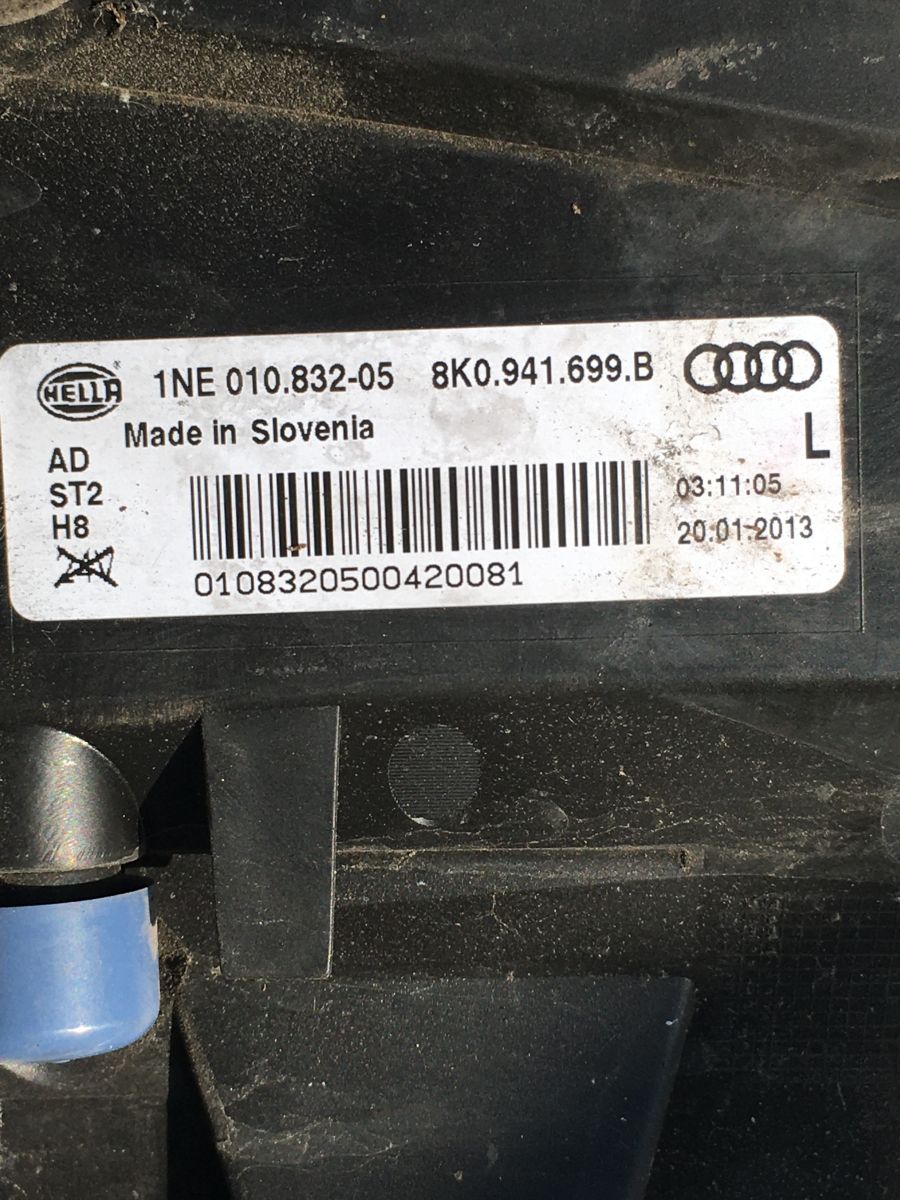 HELLA® 1NE 010.832-05 8K0.941.699.B
Made in Slovenia
L
AD
ST2
H8
03:11:05
20.01.2013
0108320500420081